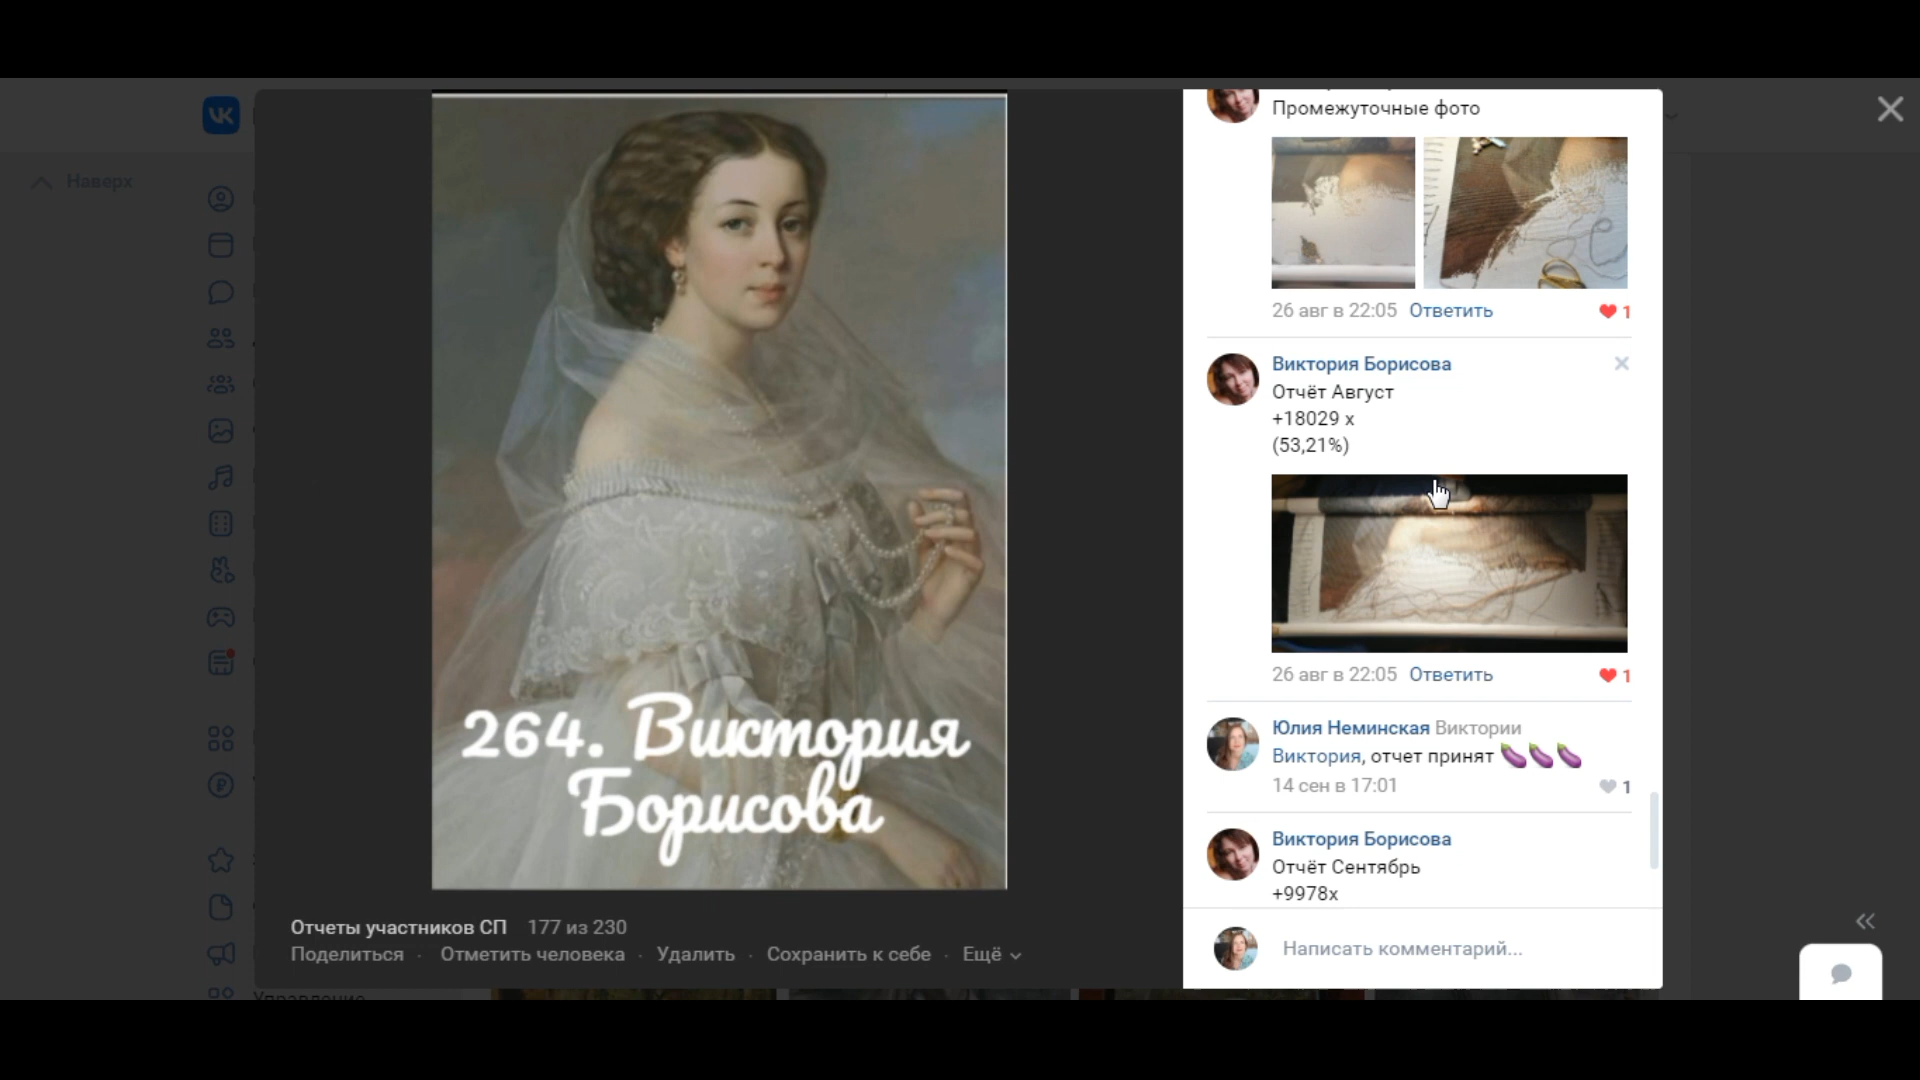 Наверх
264. Виктория
Борисова
Отчеты участников СП 177 из 230
Поделиться · Отметить человека · Удалить · Сохранить к себе · Ещё
Управление
Промежуточные фото
26 авг в 22:05 Ответить 1
Виктория Борисова
Отчёт Август
+18029 x
(53,21%)
26 авг в 22:05 Ответить 1
Юлия Неминская Виктории
Виктория, отчет принят 🍆🍆🍆
14 сен в 17:01 1
Виктория Борисова
Отчёт Сентябрь
+9978х
Написать комментарий...